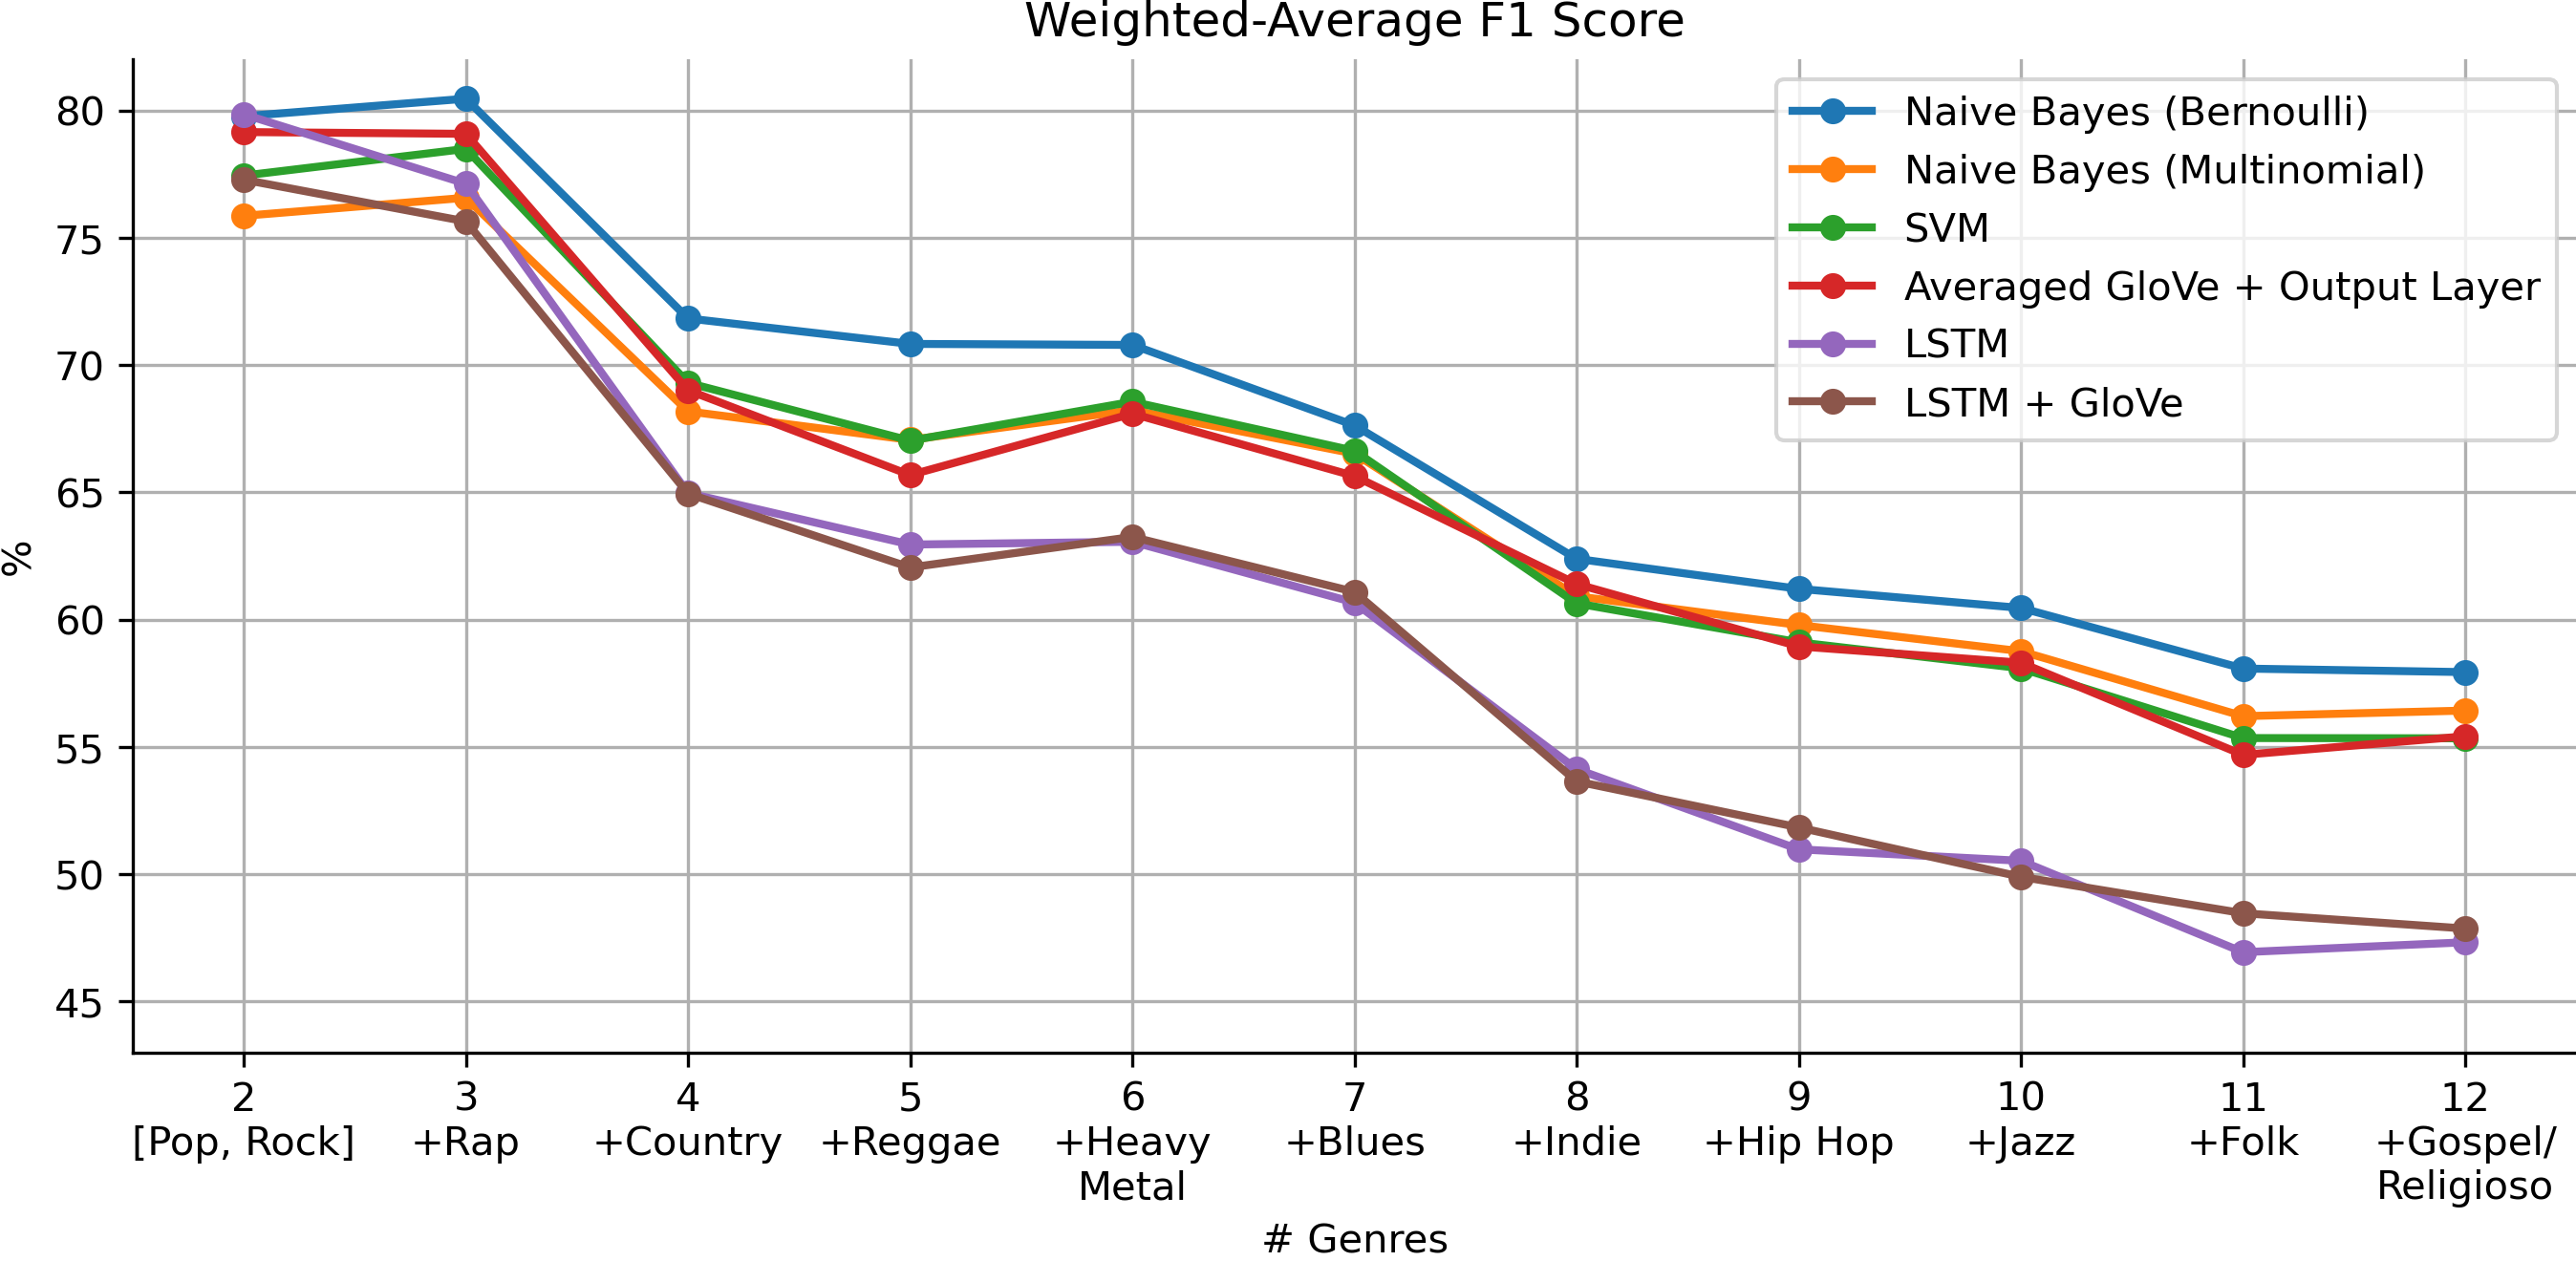 Weighted-Average F1 Score
80
75
70
65
60
55
50
45
%
Naive Bayes (Bernoulli)
Naive Bayes (Multinomial)
SVM
Averaged GloVe + Output Layer
LSTM
LSTM + GloVe
2 3 4 5 6 7 8 9 10 11 12
[Pop, Rock] +Rap +Country +Reggae +Heavy +Blues +Indie +Hip Hop +Jazz +Folk +Gospel/
Metal Religioso
# Genres